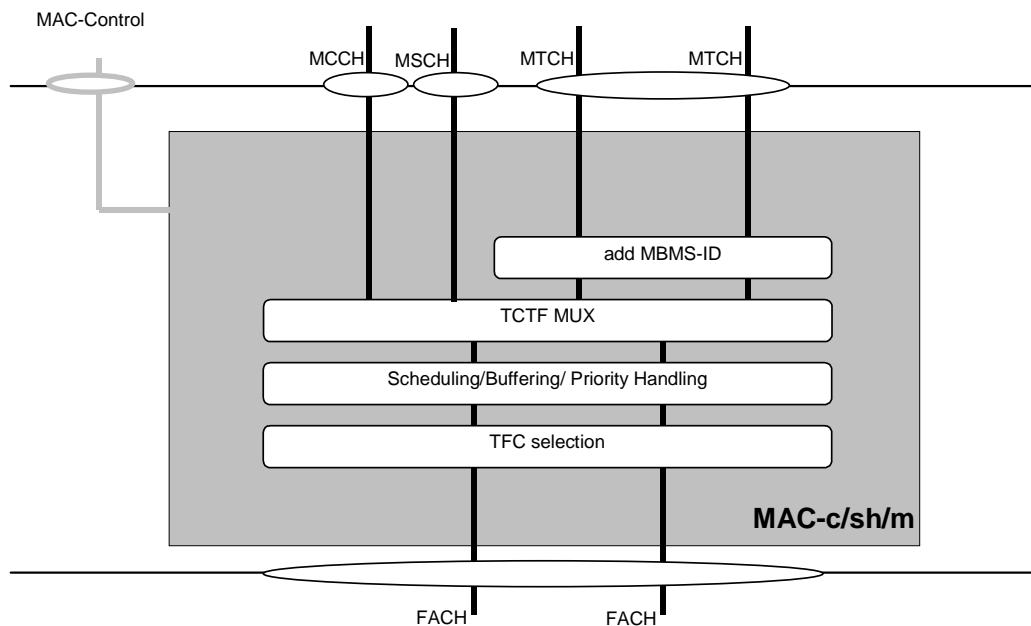 MAC-Control
MCCH
MSCH
MTCH
MTCH
add MBMS-ID
TCTF MUX
Scheduling/Buffering/ Priority Handling
TFC selection
MAC-c/sh/m
FACH
FACH